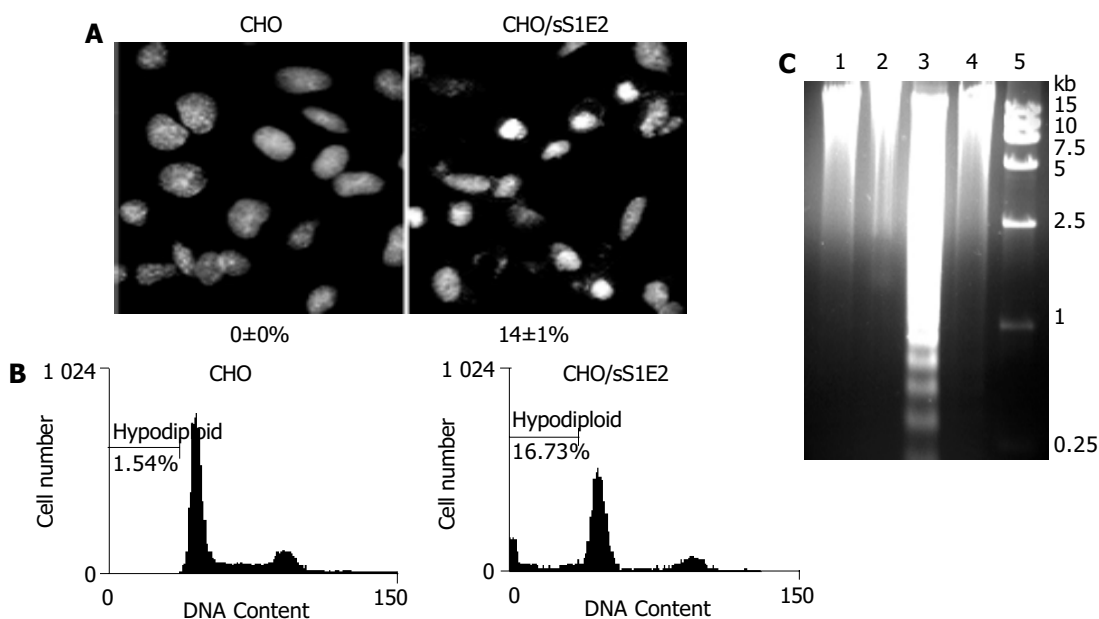 A
CHO
CHO/sS1E2
0±0%
14±1%
B
1 024
CHO
Hypodiploid
1.54%
Cell number
0
0
150
DNA Content
1 024
CHO/sS1E2
Hypodiploid
16.73%
Cell number
0
0
150
DNA Content
C
1 2 3 4 5
kb
15
10
7.5
5
2.5
1
0.25